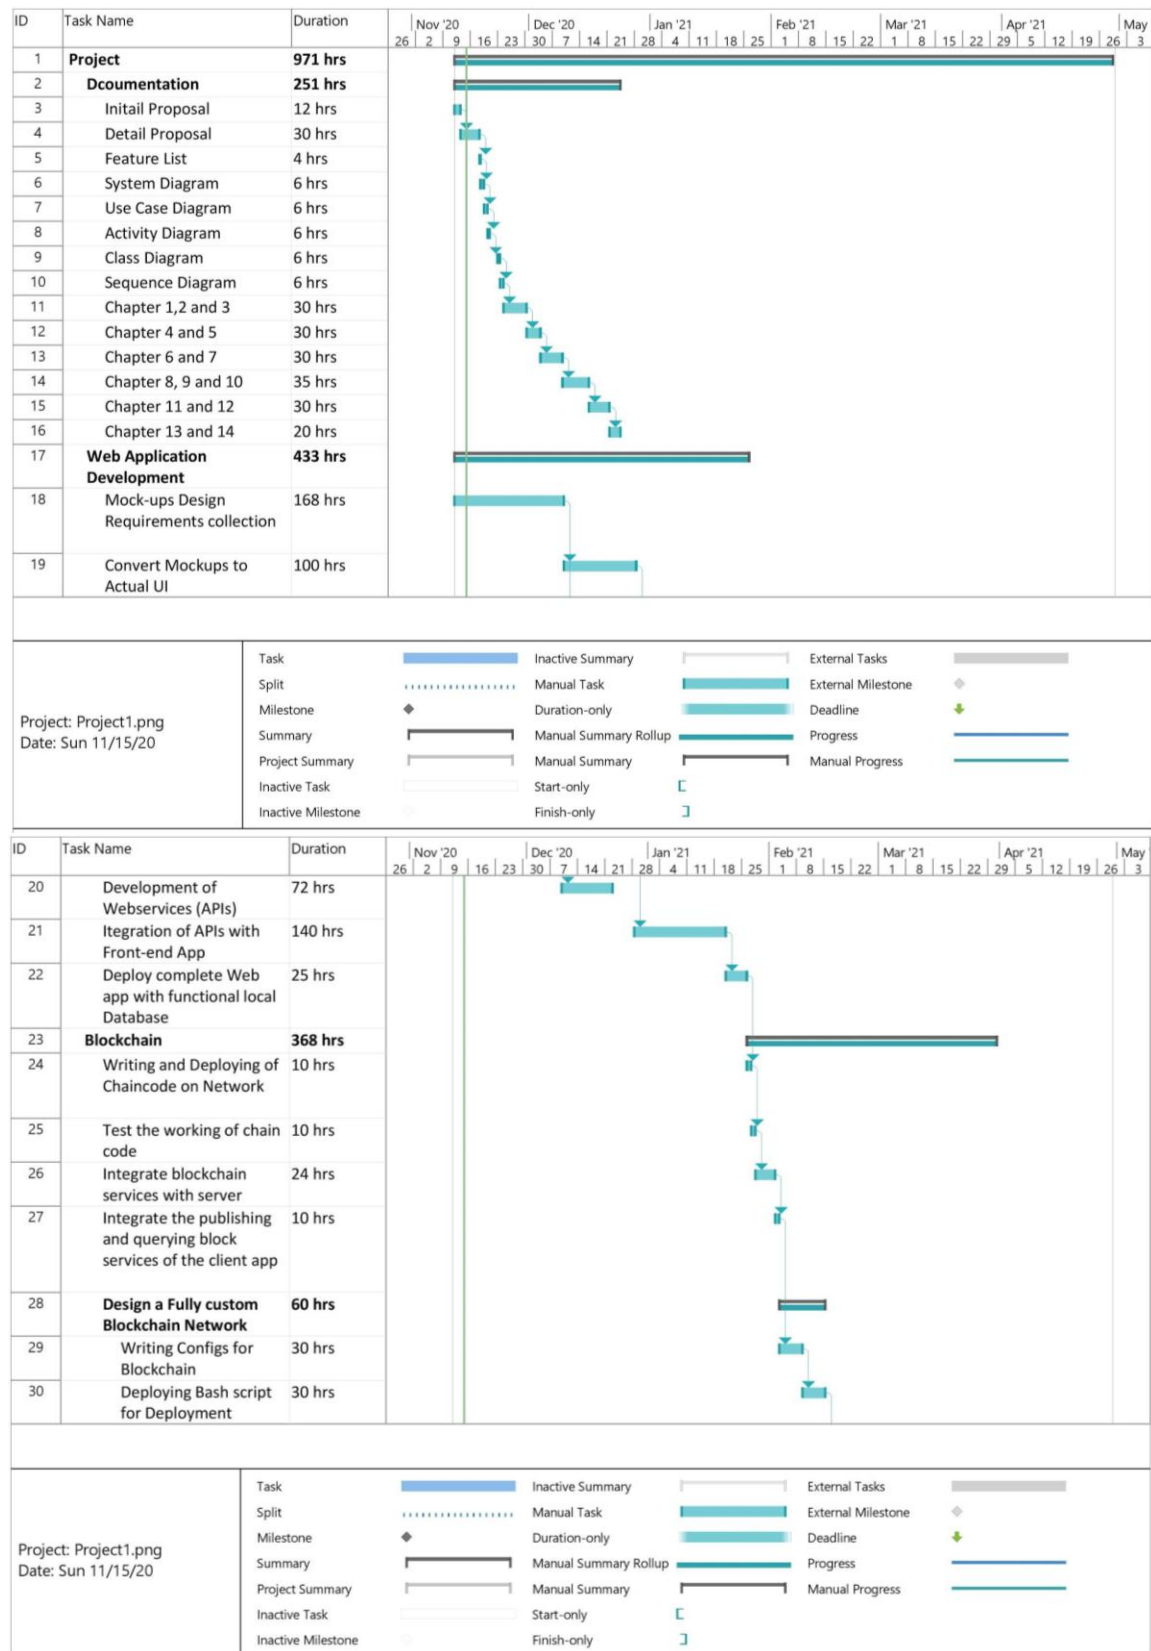 ID Task Name Duration Nov '20 Dec '20 Jan '21 Feb '21 Mar '21 Apr '21 May
26 2 9 16 23 30 7 14 21 28 4 11 18 25 1 8 15 22 1 8 15 22 29 5 12 19 26 3
1 Project 971 hrs
2 Dcoumentation 251 hrs
3 Initail Proposal 12 hrs
4 Detail Proposal 30 hrs
5 Feature List 4 hrs
6 System Diagram 6 hrs
7 Use Case Diagram 6 hrs
8 Activity Diagram 6 hrs
9 Class Diagram 6 hrs
10 Sequence Diagram 6 hrs
11 Chapter 1,2 and 3 30 hrs
12 Chapter 4 and 5 30 hrs
13 Chapter 6 and 7 30 hrs
14 Chapter 8, 9 and 10 35 hrs
15 Chapter 11 and 12 30 hrs
16 Chapter 13 and 14 20 hrs
17 Web Application 433 hrs
Development
18 Mock-ups Design 168 hrs
Requirements collection
19 Convert Mockups to 100 hrs
Actual UI
Project: Project1.png
Date: Sun 11/15/20
Task Inactive Summary External Tasks
Split Manual Task External Milestone
Milestone Duration-only Deadline
Summary Manual Summary Rollup Progress
Project Summary Manual Summary Manual Progress
Inactive Task Start-only
Inactive Milestone Finish-only
ID Task Name Duration Nov '20 Dec '20 Jan '21 Feb '21 Mar '21 Apr '21 May
26 2 9 16 23 30 7 14 21 28 4 11 18 25 1 8 15 22 1 8 15 22 29 5 12 19 26 3
20 Development of 72 hrs
Webservices (APIs)
21 Itegration of APIs with 140 hrs
Front-end App
22 Deploy complete Web 25 hrs
app with functional local
Database
23 Blockchain 368 hrs
24 Writing and Deploying of 10 hrs
Chaincode on Network
25 Test the working of chain 10 hrs
code
26 Integrate blockchain 24 hrs
services with server
27 Integrate the publishing 10 hrs
and querying block
services of the client app
28 Design a Fully custom 60 hrs
Blockchain Network
29 Writing Configs for 30 hrs
Blockchain
30 Deploying Bash script 30 hrs
for Deployment
Project: Project1.png
Date: Sun 11/15/20
Task Inactive Summary External Tasks
Split Manual Task External Milestone
Milestone Duration-only Deadline
Summary Manual Summary Rollup Progress
Project Summary Manual Summary Manual Progress
Inactive Task Start-only
Inactive Milestone Finish-only